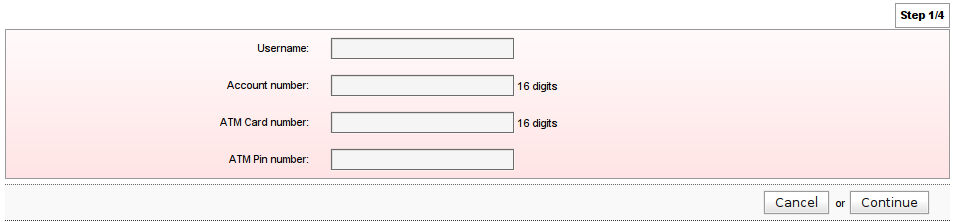 Step 1/4
Username:
Account number: 16 digits
ATM Card number: 16 digits
ATM Pin number:
Cancel or Continue